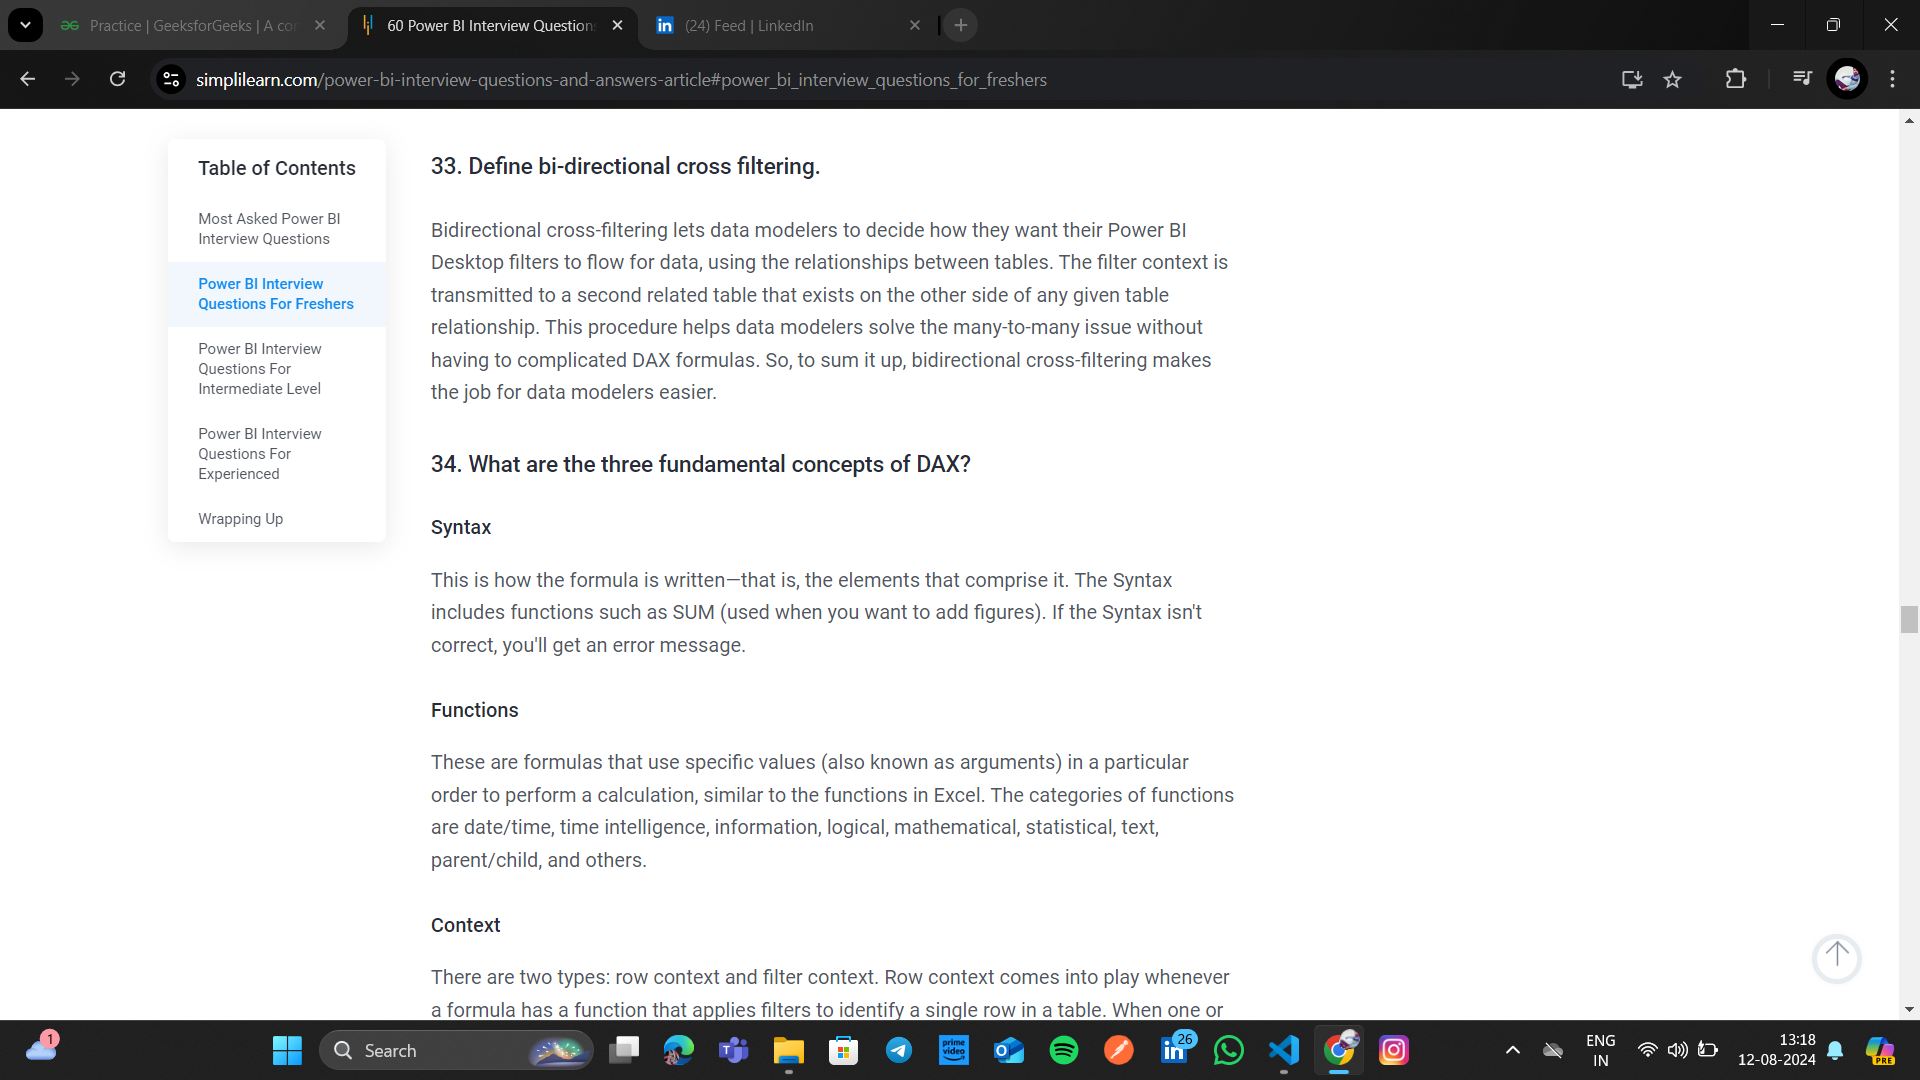 Practice | GeeksforGeeks | A co
60 Power BI Interview Question
(24) Feed | LinkedIn
simplilearn.com/power-bi-interview-questions-and-answers-article#power_bi_interview_questions_for_freshers
Table of Contents
Most Asked Power BI
Interview Questions
Power BI Interview
Questions For Freshers
Power BI Interview
Questions For
Intermediate Level
Power BI Interview
Questions For
Experienced
Wrapping Up
33. Define bi-directional cross filtering.
Bidirectional cross-filtering lets data modelers to decide how they want their Power BI
Desktop filters to flow for data, using the relationships between tables. The filter context is
transmitted to a second related table that exists on the other side of any given table
relationship. This procedure helps data modelers solve the many-to-many issue without
having to complicated DAX formulas. So, to sum it up, bidirectional cross-filtering makes
the job for data modelers easier.
34. What are the three fundamental concepts of DAX?
Syntax
This is how the formula is written—that is, the elements that comprise it. The Syntax
includes functions such as SUM (used when you want to add figures). If the Syntax isn't
correct, you'll get an error message.
Functions
These are formulas that use specific values (also known as arguments) in a particular
order to perform a calculation, similar to the functions in Excel. The categories of functions
are date/time, time intelligence, information, logical, mathematical, statistical, text,
parent/child, and others.
Context
There are two types: row context and filter context. Row context comes into play whenever
a formula has a function that applies filters to identify a single row in a table. When one or
1
Search
prime video
26
ENG
IN
13:18
12-08-2024
PRE